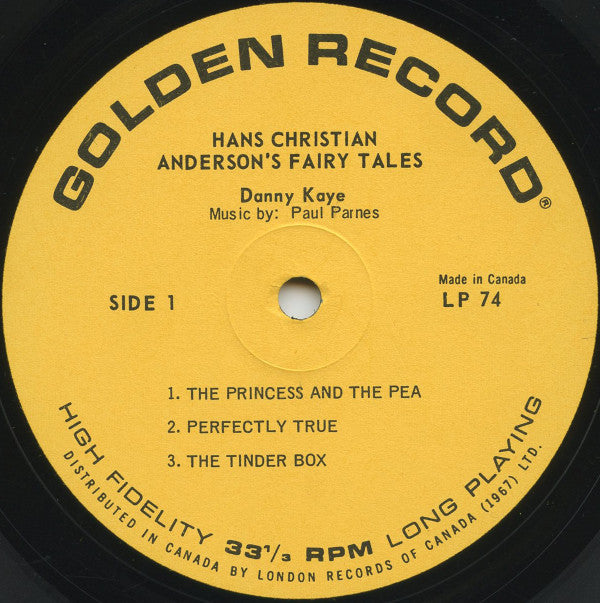 GOLDEN RECORD®
HANS CHRISTIAN
ANDERSON'S FAIRY TALES
Danny Kaye
Music by: Paul Parnes
SIDE 1
Made in Canada
LP 74
1. THE PRINCESS AND THE PEA
2. PERFECTLY TRUE
3. THE TINDER BOX
HIGH FIDELITY 33⅓ RPM LONG PLAYING
DISTRIBUTED IN CANADA BY LONDON RECORDS OF CANADA (1967) LTD.